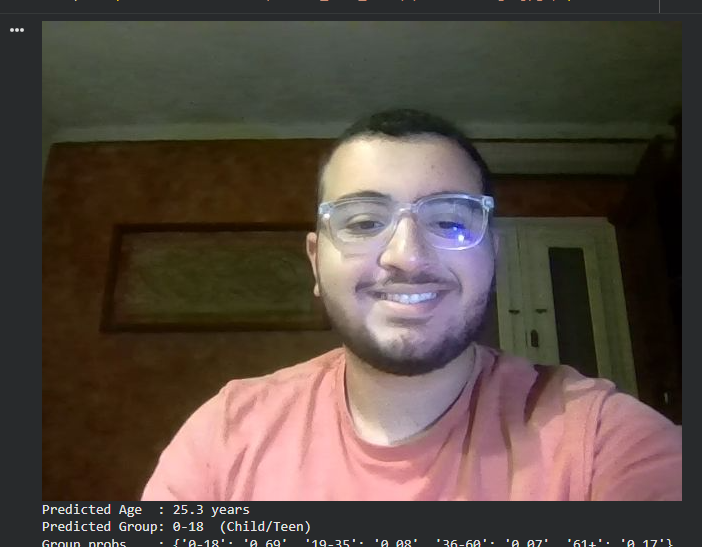 Predicted Age  : 25.3 years
Predicted Group: 0-18  (Child/Teen)
Group probs    : {'0-18': '0.69', '19-35': '0.08', '36-60': '0.07', '61+': '0.17'}